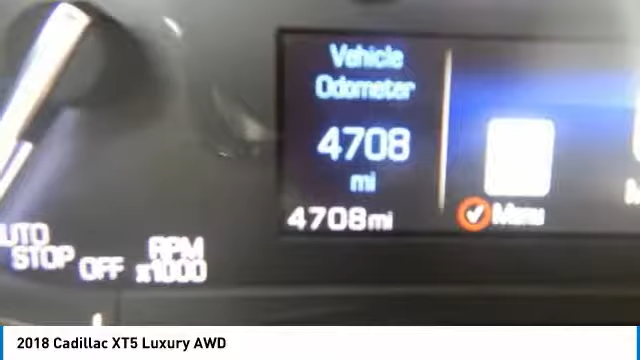 Vehicle
Odometer
4708
mi
4708mi
Menu
AUTO
STOP
OFF
RPM
x1000
2018 Cadillac XT5 Luxury AWD